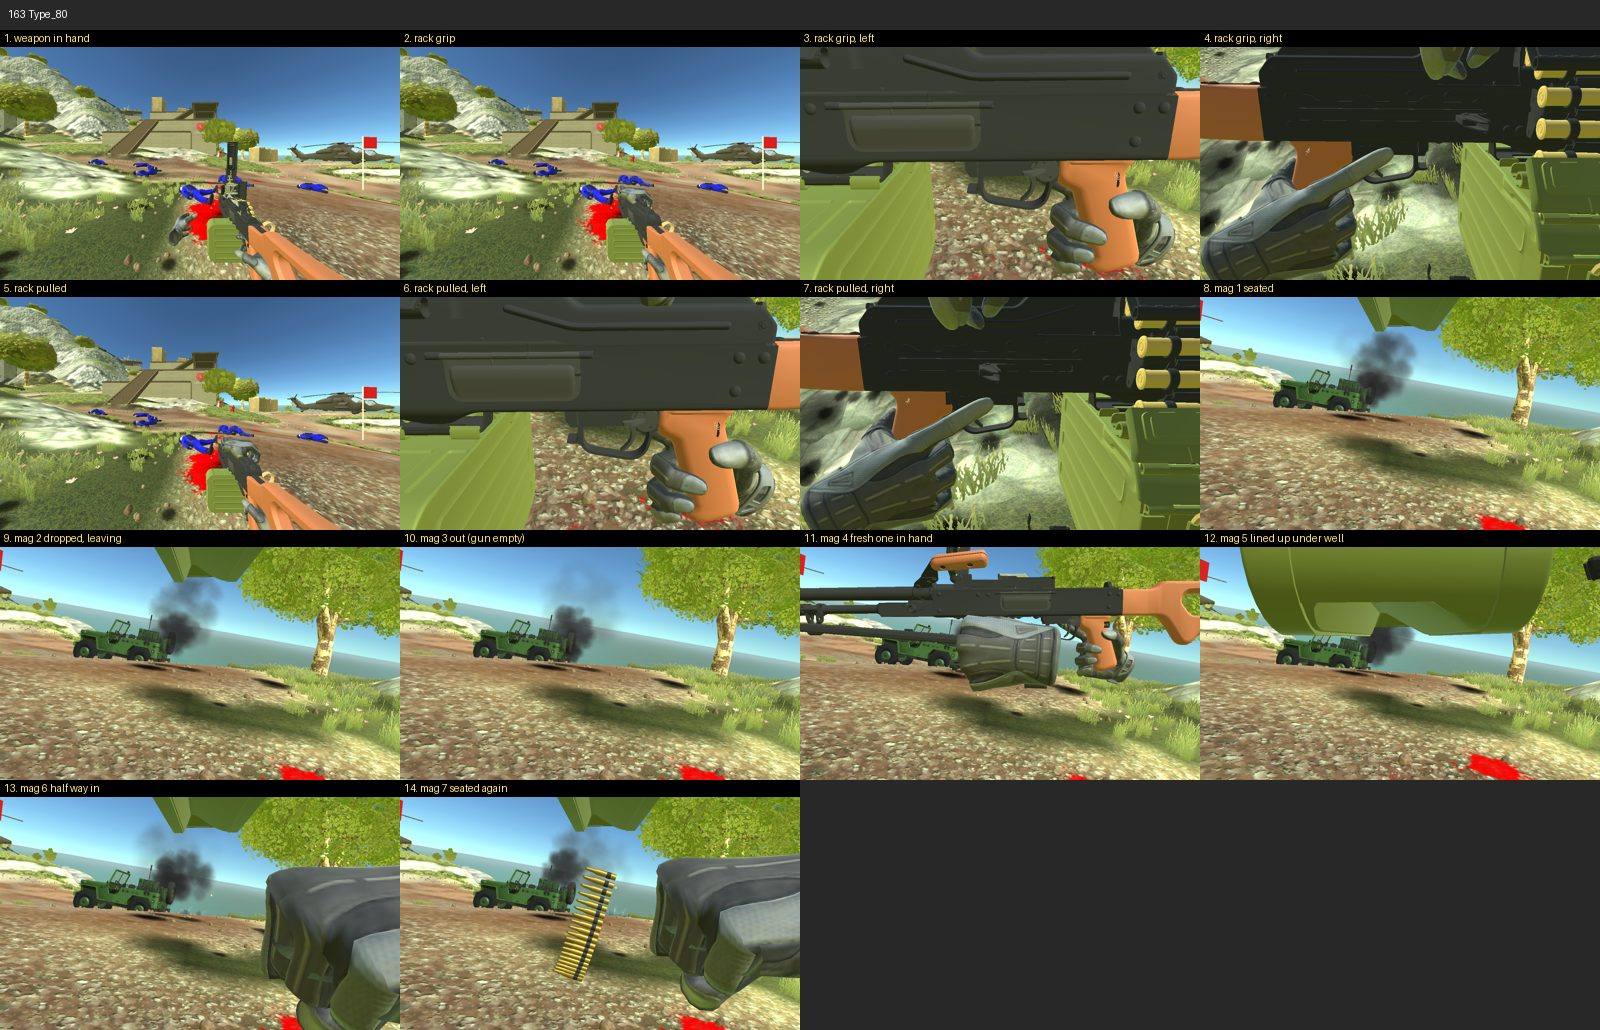 163 Type_80
1. weapon in hand
2. rack grip
3. rack grip, left
4. rack grip, right
5. rack pulled
6. rack pulled, left
7. rack pulled, right
8. mag 1 seated
9. mag 2 dropped, leaving
10. mag 3 out (gun empty)
11. mag 4 fresh one in hand
12. mag 5 lined up under well
13. mag 6 half way in
14. mag 7 seated again